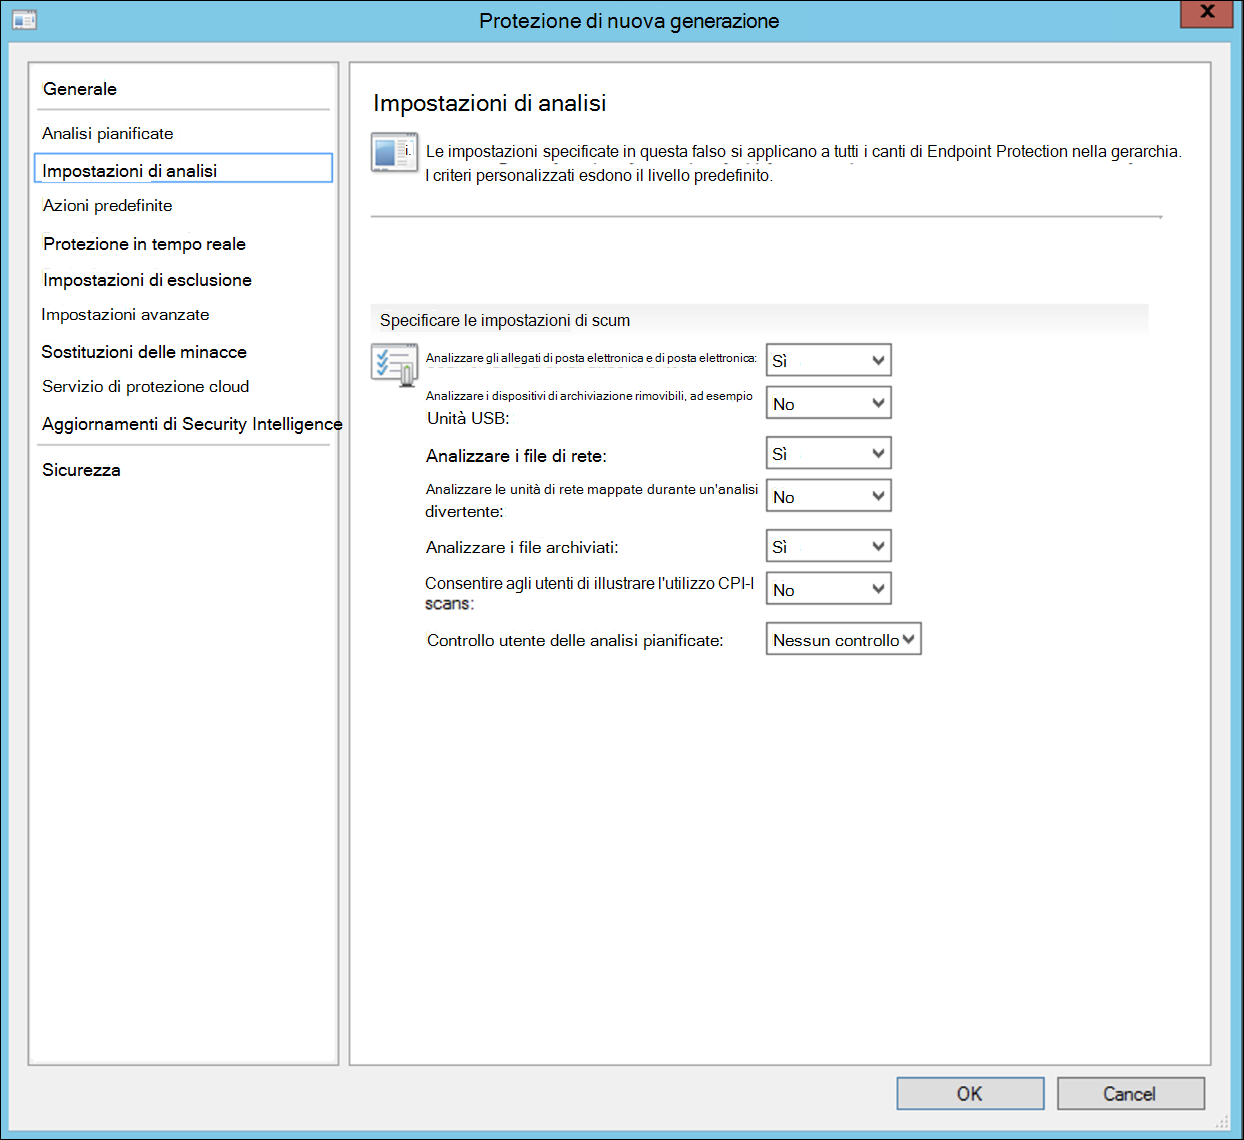 Protezione di nuova generazione
X
Generale
Analisi pianificate
Impostazioni di analisi
Azioni predefinite
Protezione in tempo reale
Impostazioni di esclusione
Impostazioni avanzate
Sostituzioni delle minacce
Servizio di protezione cloud
Aggiornamenti di Security Intelligence
Sicurezza
Impostazioni di analisi
Le impostazioni specificate in questa falso si applicano a tutti i canti di Endpoint Protection nella gerarchia.
I criteri personalizzati esdono il livello predefinito.
Specificare le impostazioni di scum
Analizzare gli allegati di posta elettronica e di posta elettronica: Sì
Analizzare i dispositivi di archiviazione rimovibili, ad esempio No
Unità USB:
Analizzare i file di rete: Sì
Analizzare le unità di rete mappate durante un'analisi No
divertente:
Analizzare i file archiviati: Sì
Consentire agli utenti di illustrare l'utilizzo CPI-I No
scans:
Controllo utente delle analisi pianificate: Nessun controllo
OK Cancel